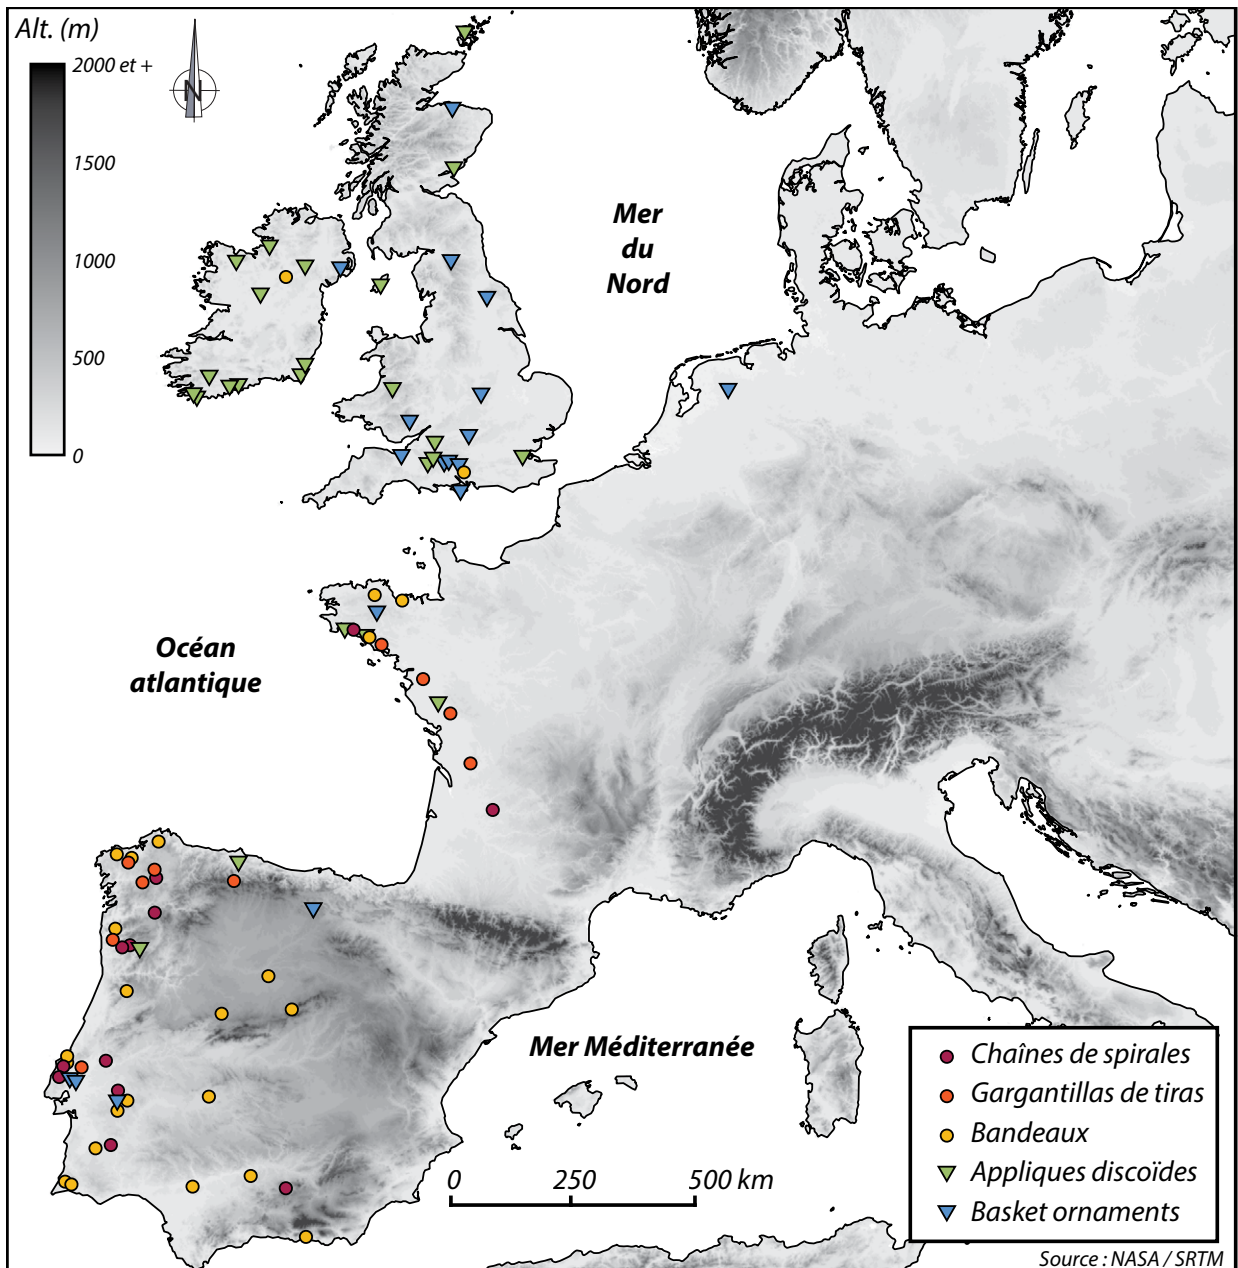 Alt. (m)
2000 et +
1500
1000
500
0
N
Mer
du
Nord
Océan
atlantique
Mer Méditerranée
0 250 500 km
Chaînes de spirales
Gargantillas de tiras
Bandeaux
Appliques discoïdes
Basket ornaments
Source : NASA / SRTM